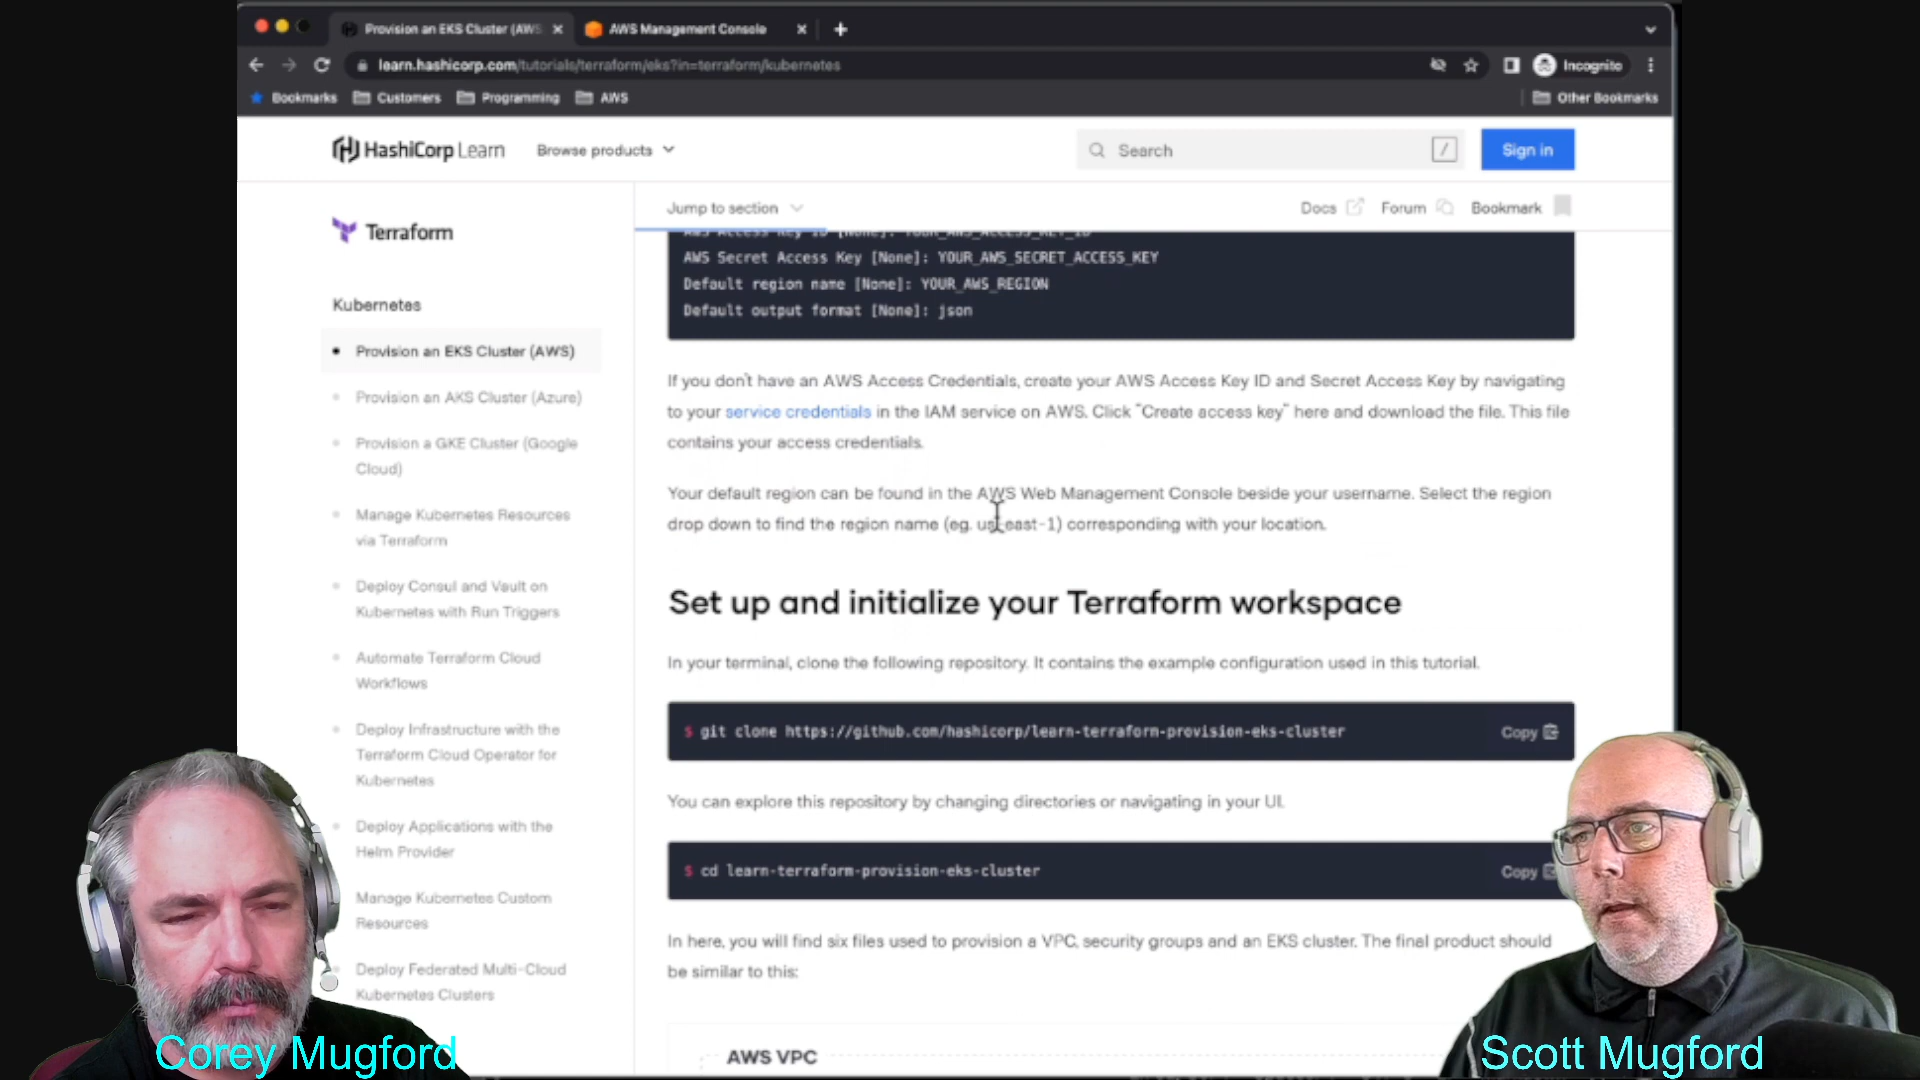 Provision an EKS Cluster (AWS
AWS Management Console
learn.hashicorp.com/tutorials/terraform/eks?in=terraform/kubernetes
Incognito
Bookmarks
Customers
Programming
AWS
Other Bookmarks
HashiCorp Learn
Browse products
Search
/
Sign in
Jump to section
Docs
Forum
Bookmark
Terraform
Kubernetes
Provision an EKS Cluster (AWS)
Provision an AKS Cluster (Azure)
Provision a GKE Cluster (Google
Cloud)
Manage Kubernetes Resources
via Terraform
Deploy Consul and Vault on
Kubernetes with Run Triggers
Automate Terraform Cloud
Workflows
Deploy Infrastructure with the
Terraform Cloud Operator for
Kubernetes
Deploy Applications with the
Helm Provider
Manage Kubernetes Custom
Resources
Deploy Federated Multi-Cloud
Kubernetes Clusters
AWS Access Key ID [None]: YOUR_AWS_ACCESS_KEY_ID
AWS Secret Access Key [None]: YOUR_AWS_SECRET_ACCESS_KEY
Default region name [None]: YOUR_AWS_REGION
Default output format [None]: json
If you don't have an AWS Access Credentials, create your AWS Access Key ID and Secret Access Key by navigating
to your service credentials in the IAM service on AWS. Click "Create access key" here and download the file. This file
contains your access credentials.
Your default region can be found in the AWS Web Management Console beside your username. Select the region
drop down to find the region name (eg. us-east-1) corresponding with your location.
Set up and initialize your Terraform workspace
In your terminal, clone the following repository. It contains the example configuration used in this tutorial.
$ git clone https://github.com/hashicorp/learn-terraform-provision-eks-cluster
Copy
You can explore this repository by changing directories or navigating in your UI.
$ cd learn-terraform-provision-eks-cluster
Copy
In here, you will find six files used to provision a VPC, security groups and an EKS cluster. The final product should
be similar to this:
AWS VPC
Corey Mugford
Scott Mugford